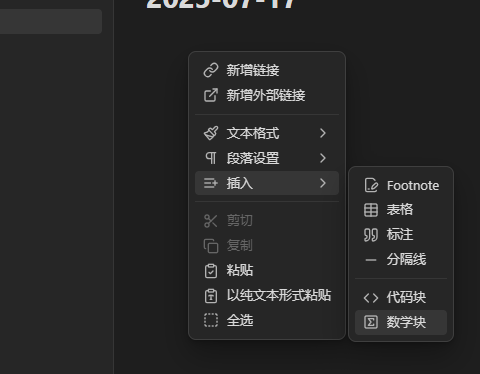 2025-07-17
新增链接
新增外部链接
文本格式
段落设置
插入
剪切
复制
粘贴
以纯文本形式粘贴
全选
Footnote
表格
标注
分隔线
代码块
数学块